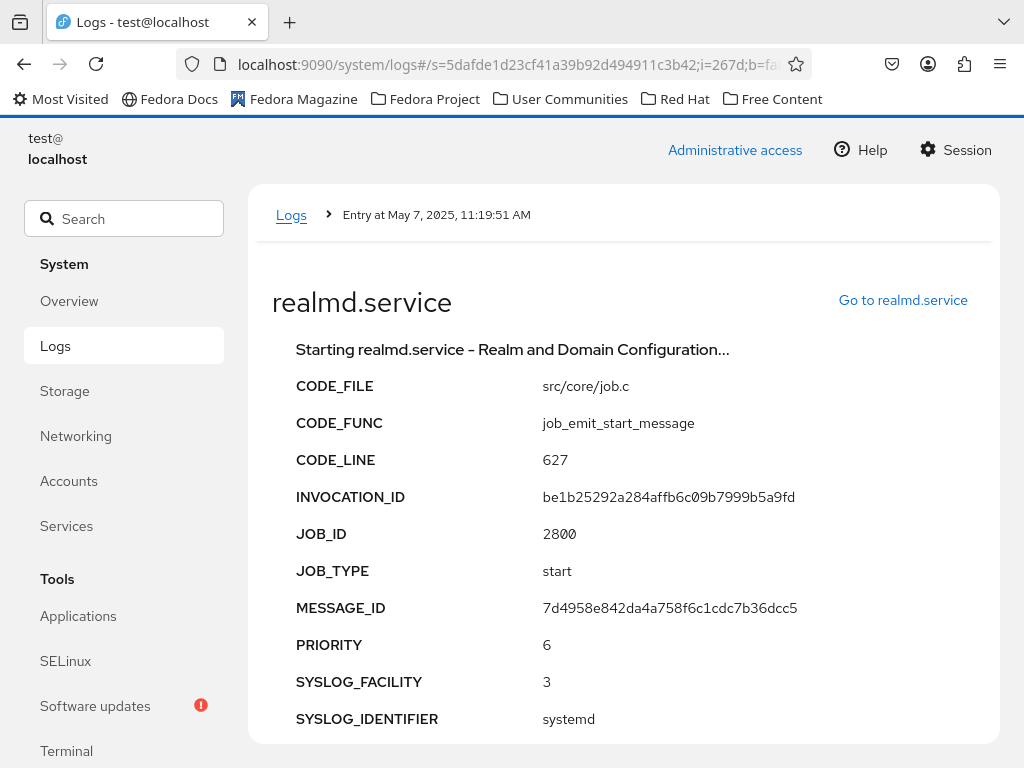 Logs - test@localhost
localhost:9090/system/logs#/s=5dafde1d23cf41a39b92d494911c3b42;i=267d;b=fa
Most Visited Fedora Docs Fedora Magazine Fedora Project User Communities Red Hat Free Content
test@
localhost
Administrative access Help Session
Search
System
Overview
Logs
Storage
Networking
Accounts
Services
Tools
Applications
SELinux
Software updates
Terminal
Logs > Entry at May 7, 2025, 11:19:51 AM
realmd.service
Go to realmd.service
Starting realmd.service - Realm and Domain Configuration...
CODE_FILE src/core/job.c
CODE_FUNC job_emit_start_message
CODE_LINE 627
INVOCATION_ID be1b25292a284affb6c09b7999b5a9fd
JOB_ID 2800
JOB_TYPE start
MESSAGE_ID 7d4958e842da4a758f6c1cdc7b36dcc5
PRIORITY 6
SYSLOG_FACILITY 3
SYSLOG_IDENTIFIER systemd